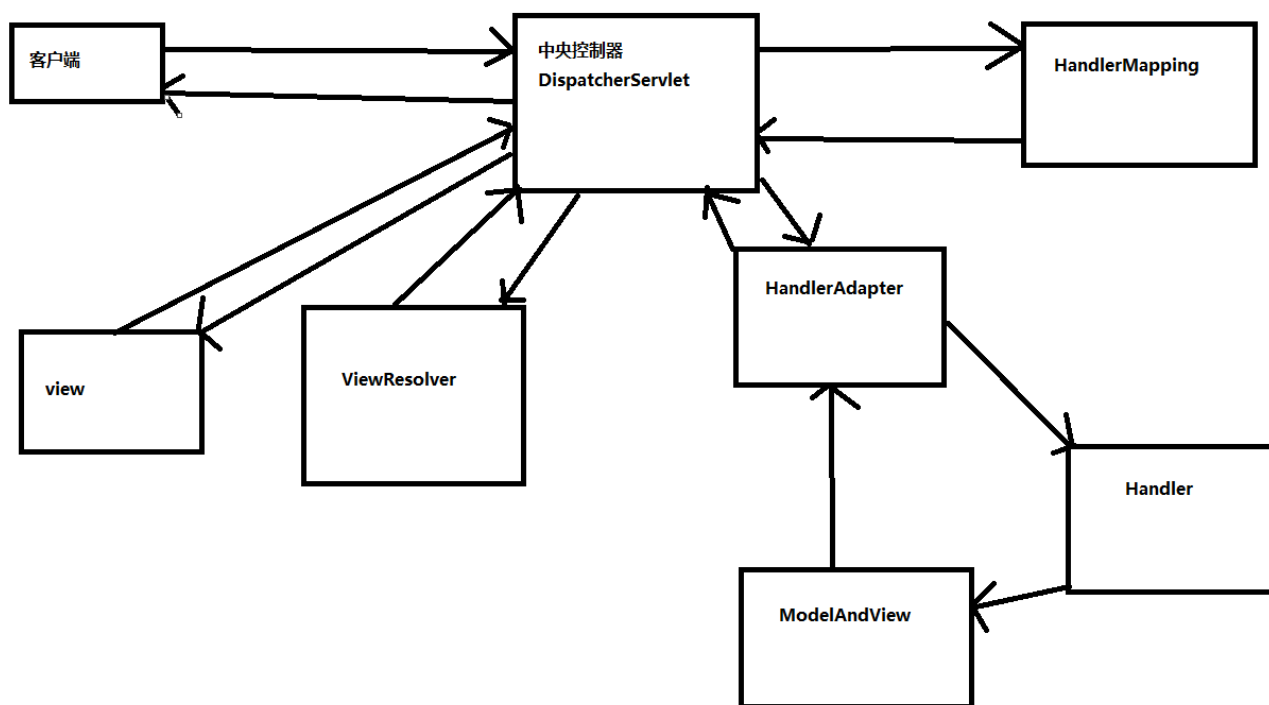 客户端
中央控制器
DispatcherServlet
HandlerMapping
HandlerAdapter
view
ViewResolver
Handler
ModelAndView